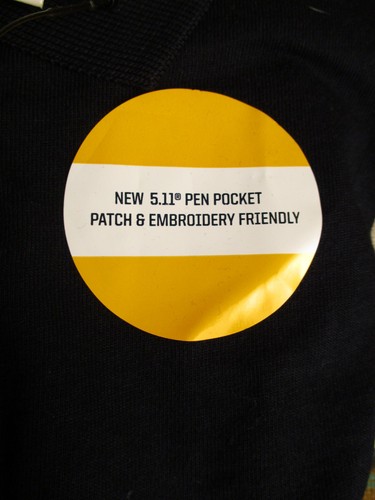 NEW 5.11® PEN POCKET
PATCH & EMBROIDERY FRIENDLY